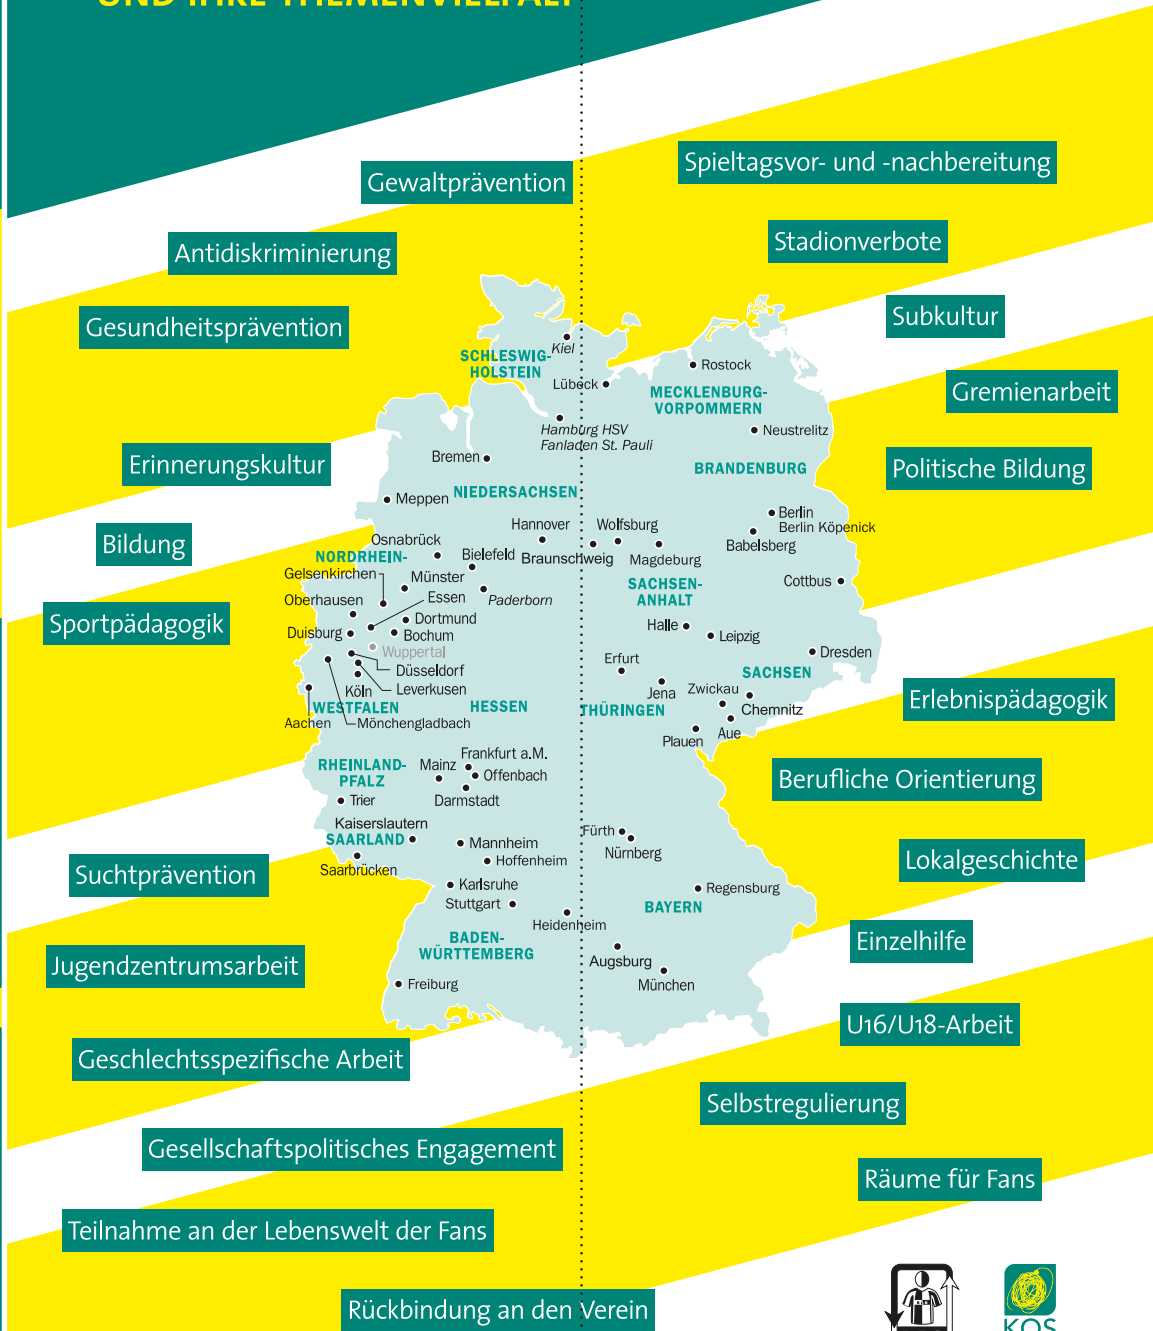 UND IHRE THEMENVIELFALT
Gewaltprävention
Spieltagsvor- und -nachbereitung
Antidiskriminierung
Stadionverbote
Gesundheitsprävention
Subkultur
Gremienarbeit
Erinnerungskultur
Politische Bildung
Bildung
Sportpädagogik
Erlebnispädagogik
Berufliche Orientierung
Suchtprävention
Lokalgeschichte
Jugendzentrumsarbeit
Einzelhilfe
Geschlechtsspezifische Arbeit
U16/U18-Arbeit
Selbstregulierung
Gesellschaftspolitisches Engagement
Räume für Fans
Teilnahme an der Lebenswelt der Fans
Rückbindung an den Verein
Kiel
SCHLESWIG-
HOLSTEIN
Rostock
Lübeck
MECKLENBURG-
VORPOMMERN
Hamburg HSV
Fanladen St. Pauli
Neustrelitz
Bremen
BRANDENBURG
NIEDERSACHSEN
Meppen
Berlin
Berlin Köpenick
Hannover
Wolfsburg
Osnabrück
Babelsberg
NORDRHEIN-
Bielefeld
Braunschweig
Magdeburg
Gelsenkirchen
Münster
Cottbus
SACHSEN-
ANHALT
Oberhausen
Essen
Paderborn
Dortmund
Halle
Duisburg
Bochum
Leipzig
Wuppertal
Dresden
Düsseldorf
Erfurt
SACHSEN
Köln
Leverkusen
Jena
Zwickau
WESTFALEN
HESSEN
THÜRINGEN
Chemnitz
Aachen
Mönchengladbach
Aue
Plauen
RHEINLAND-
PFALZ
Frankfurt a.M.
Mainz
Offenbach
Trier
Darmstadt
Kaiserslautern
SAARLAND
Fürth
Mannheim
Nürnberg
Saarbrücken
Hoffenheim
Karlsruhe
Regensburg
Stuttgart
BAYERN
Heidenheim
BADEN-
WÜRTTEMBERG
Augsburg
Freiburg
München
KOS